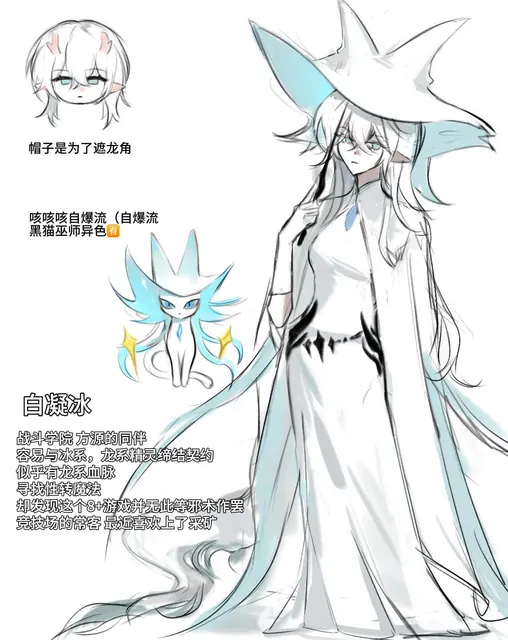 帽子是为了遮龙角
咳咳咳自爆流（自爆流
黑猫巫师异色🈶
白凝冰
战斗学院 方源的同伴
容易与冰系，龙系精灵缔结契约
似乎有龙系血脉
寻找性转魔法
却发现这个8+游戏并无此等邪术作罢
竞技场的常客 最近喜欢上了采矿